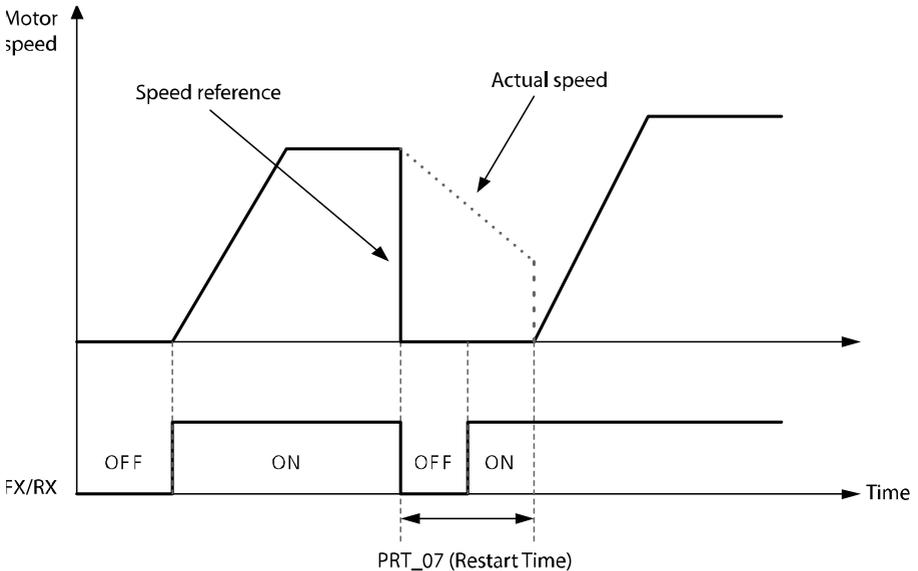 Motor
speed
Actual speed
Speed reference
OFF
ON
OFF
ON
FX/RX
Time
PRT_07 (Restart Time)